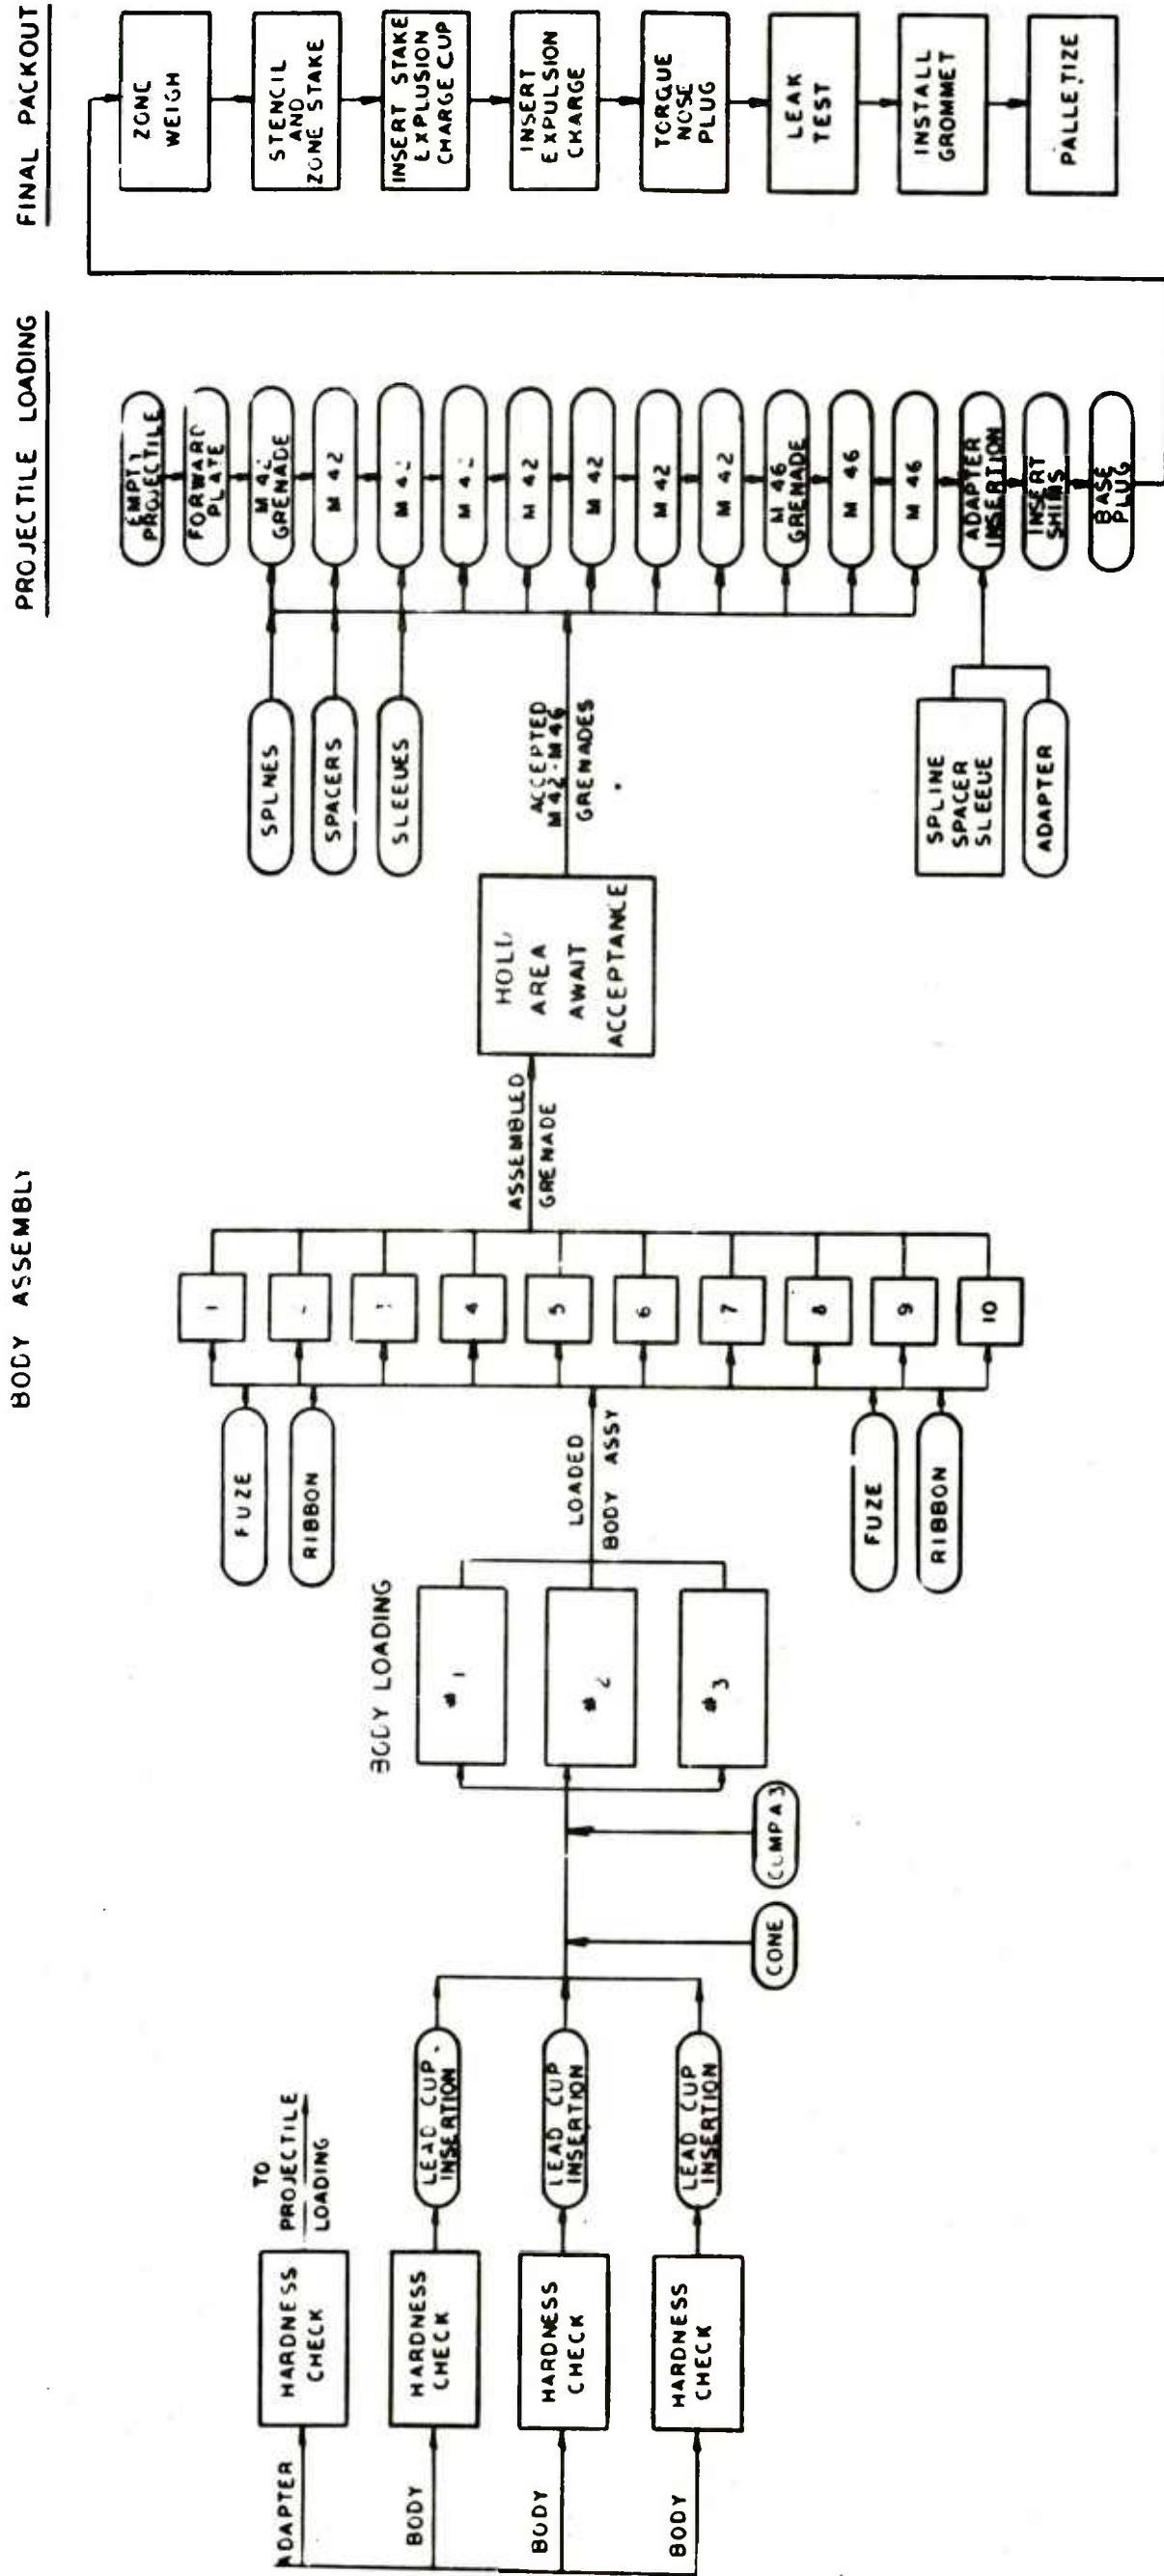 BODY ASSEMBLY
PROJECTILE LOADING
FINAL PACKOUT
ADAPTER
HARDNESS
CHECK
TO
PROJECTILE
LOADING
BODY
HARDNESS
CHECK
LEAD CUP
INSERTION
BODY
HARDNESS
CHECK
LEAD CUP
INSERTION
BODY
HARDNESS
CHECK
LEAD CUP
INSERTION
CONE
COMP A3
BODY LOADING
# 1
# 2
# 3
LOADED
BODY ASSY
FUZE
RIBBON
FUZE
RIBBON
1
4
5
6
7
8
9
10
ASSEMBLED
GRENADE
HOLD
AREA
AWAIT
ACCEPTANCE
ACCEPTED
M42-M46
GRENADES
SPLNES
SPACERS
SLEEUES
SPLINE
SPACER
SLEEUE
ADAPTER
EMPTY
PROJECTILE
FORWARD
PLATE
M 42
GRENADE
M 42
M 42
M 42
M 42
M 42
M 42
M 42
M 46
GRENADE
M 46
M 46
ADAPTER
INSERTION
INSERT
SHIMS
BASE
PLUG
ZONE
WEIGH
STENCIL
AND
ZONE STAKE
INSERT STAKE
EXPLUSION
CHARGE CUP
INSERT
EXPULSION
CHARGE
TORQUE
NOSE
PLUG
LEAK
TEST
INSTALL
GROMMET
PALLETIZE